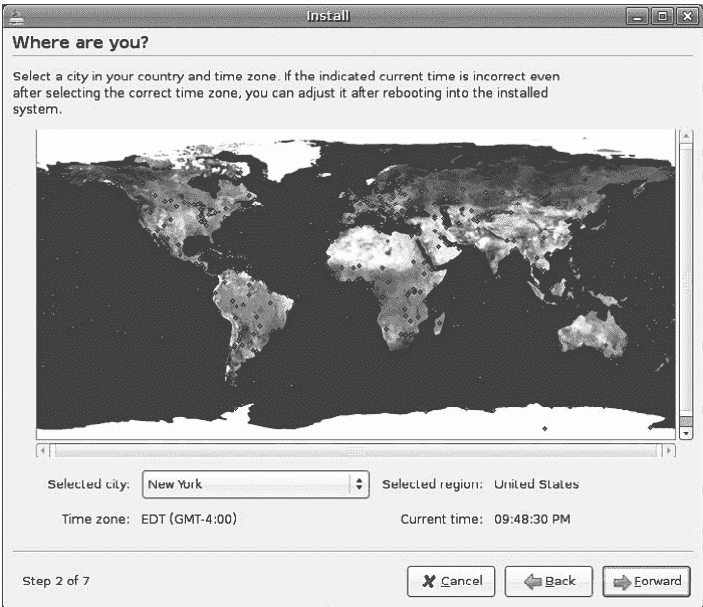 Install
Where are you?
Select a city in your country and time zone. If the indicated current time is incorrect even
after selecting the correct time zone, you can adjust it after rebooting into the installed
system.
Selected city: New York Selected region: United States
Time zone: EDT (GMT-4:00) Current time: 09:48:30 PM
Step 2 of 7 Cancel Back Forward